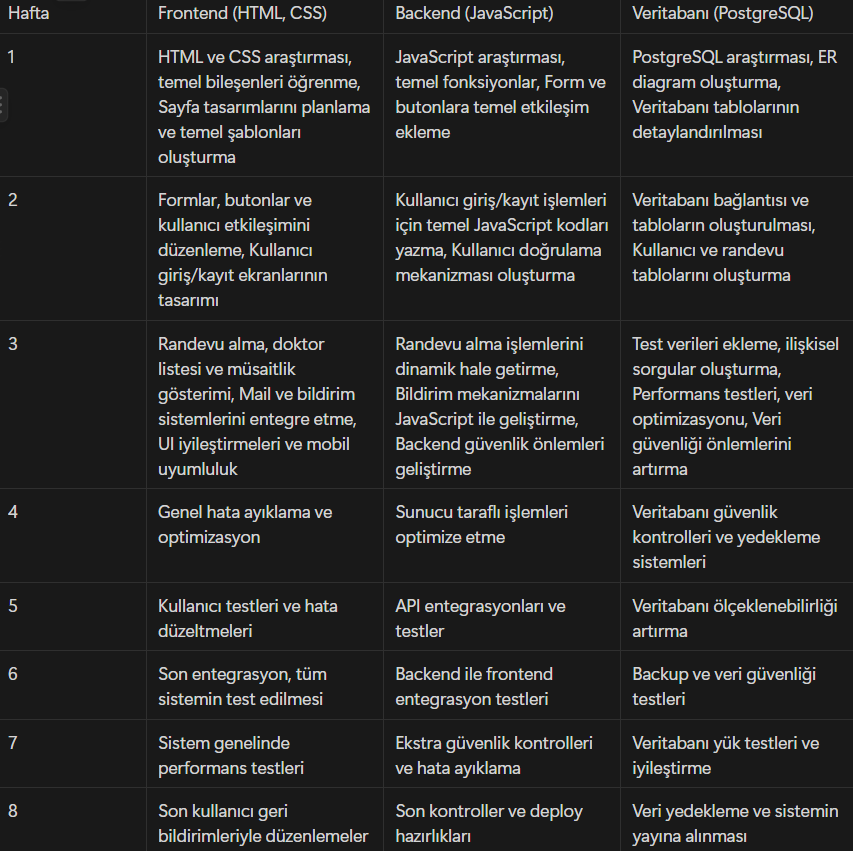 Hafta
Frontend (HTML, CSS)
Backend (JavaScript)
Veritabanı (PostgreSQL)
1
HTML ve CSS araştırması,
temel bileşenleri öğrenme,
Sayfa tasarımlarını planlama
ve temel şablonları
oluşturma
JavaScript araştırması,
temel fonksiyonlar, Form ve
butonlara temel etkileşim
ekleme
PostgreSQL araştırması, ER
diagram oluşturma,
Veritabanı tablolarının
detaylandırılması
2
Formlar, butonlar ve
kullanıcı etkileşimini
düzenleme, Kullanıcı
giriş/kayıt ekranlarının
tasarımı
Kullanıcı giriş/kayıt işlemleri
için temel JavaScript kodları
yazma, Kullanıcı doğrulama
mekanizması oluşturma
Veritabanı bağlantısı ve
tabloların oluşturulması,
Kullanıcı ve randevu
tablolarını oluşturma
3
Randevu alma, doktor
listesi ve müsaitlik
gösterimi, Mail ve bildirim
sistemlerini entegre etme,
UI iyileştirmeleri ve mobil
uyumluluk
Randevu alma işlemlerini
dinamik hale getirme,
Bildirim mekanizmalarını
JavaScript ile geliştirme,
Backend güvenlik önlemleri
geliştirme
Test verileri ekleme, ilişkisel
sorgular oluşturma,
Performans testleri, veri
optimizasyonu, Veri
güvenliği önlemlerini
artırma
4
Genel hata ayıklama ve
optimizasyon
Sunucu taraflı işlemleri
optimize etme
Veritabanı güvenlik
kontrolleri ve yedekleme
sistemleri
5
Kullanıcı testleri ve hata
düzeltmeleri
API entegrasyonları ve
testler
Veritabanı ölçeklenebilirliği
artırma
6
Son entegrasyon, tüm
sistemin test edilmesi
Backend ile frontend
entegrasyon testleri
Backup ve veri güvenliği
testleri
7
Sistem genelinde
performans testleri
Ekstra güvenlik kontrolleri
ve hata ayıklama
Veritabanı yük testleri ve
iyileştirme
8
Son kullanıcı geri
bildirimleriyle düzenlemeler
Son kontroller ve deploy
hazırlıkları
Veri yedekleme ve sistemin
yayına alınması